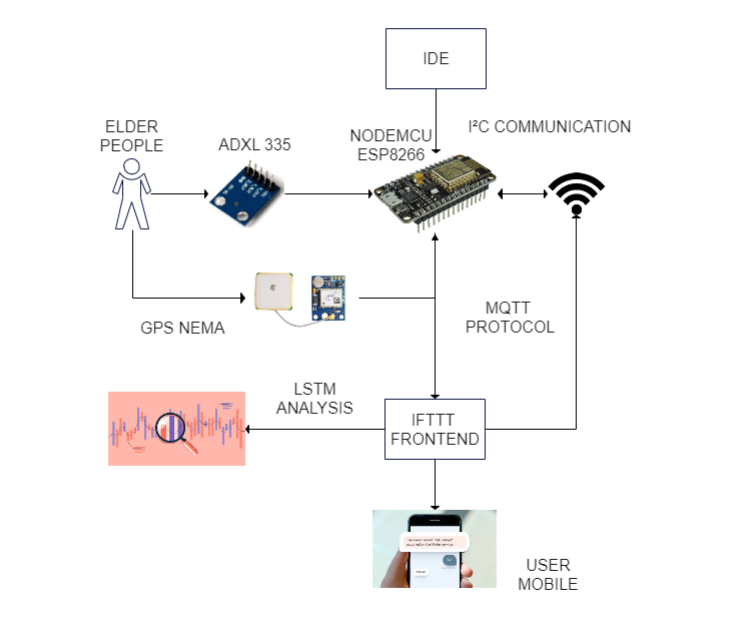 IDE
I²C COMMUNICATION
ELDER
PEOPLE
ADXL 335
NODEMCU
ESP8266
GPS NEMA
MQTT
PROTOCOL
LSTM
ANALYSIS
IFTTT
FRONTEND
USER
MOBILE